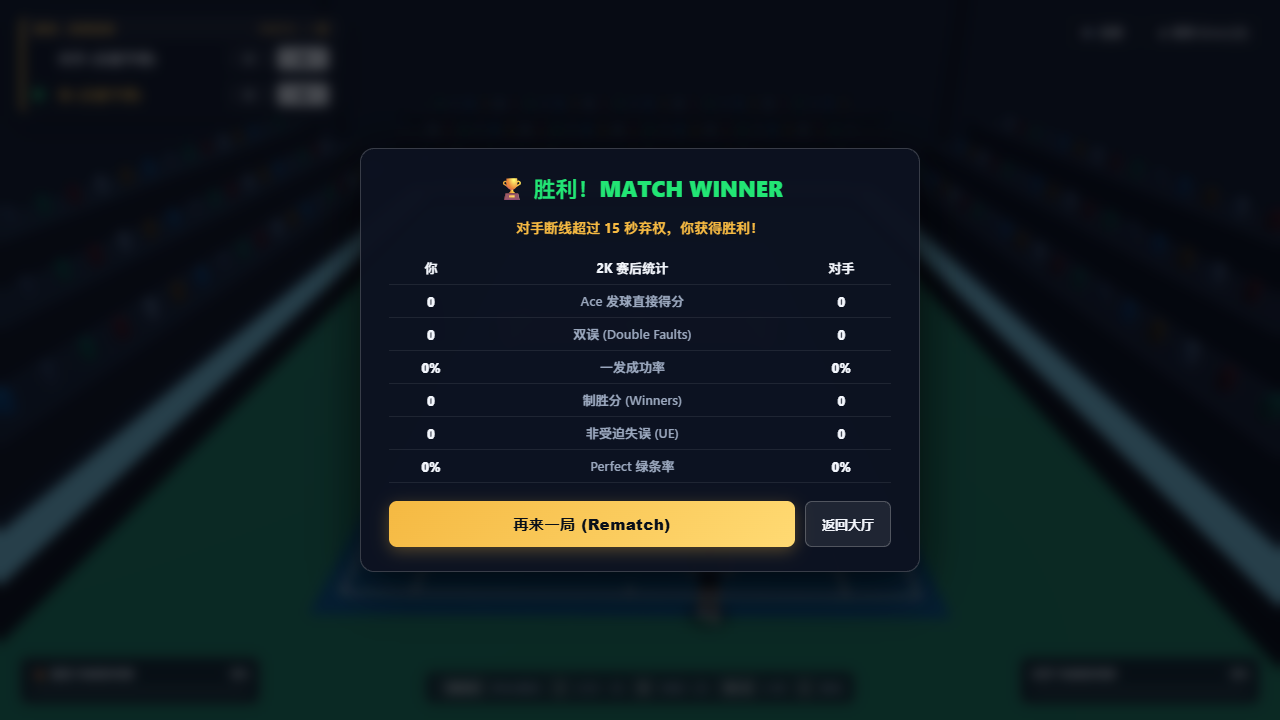 🏆 胜利！MATCH WINNER
对手断线超过 15 秒弃权，你获得胜利！
你 2K 赛后统计 对手
0 Ace 发球直接得分 0
0 双误 (Double Faults) 0
0% 一发成功率 0%
0 制胜分 (Winners) 0
0 非受迫失误 (UE) 0
0% Perfect 绿条率 0%
再来一局 (Rematch) 返回大厅